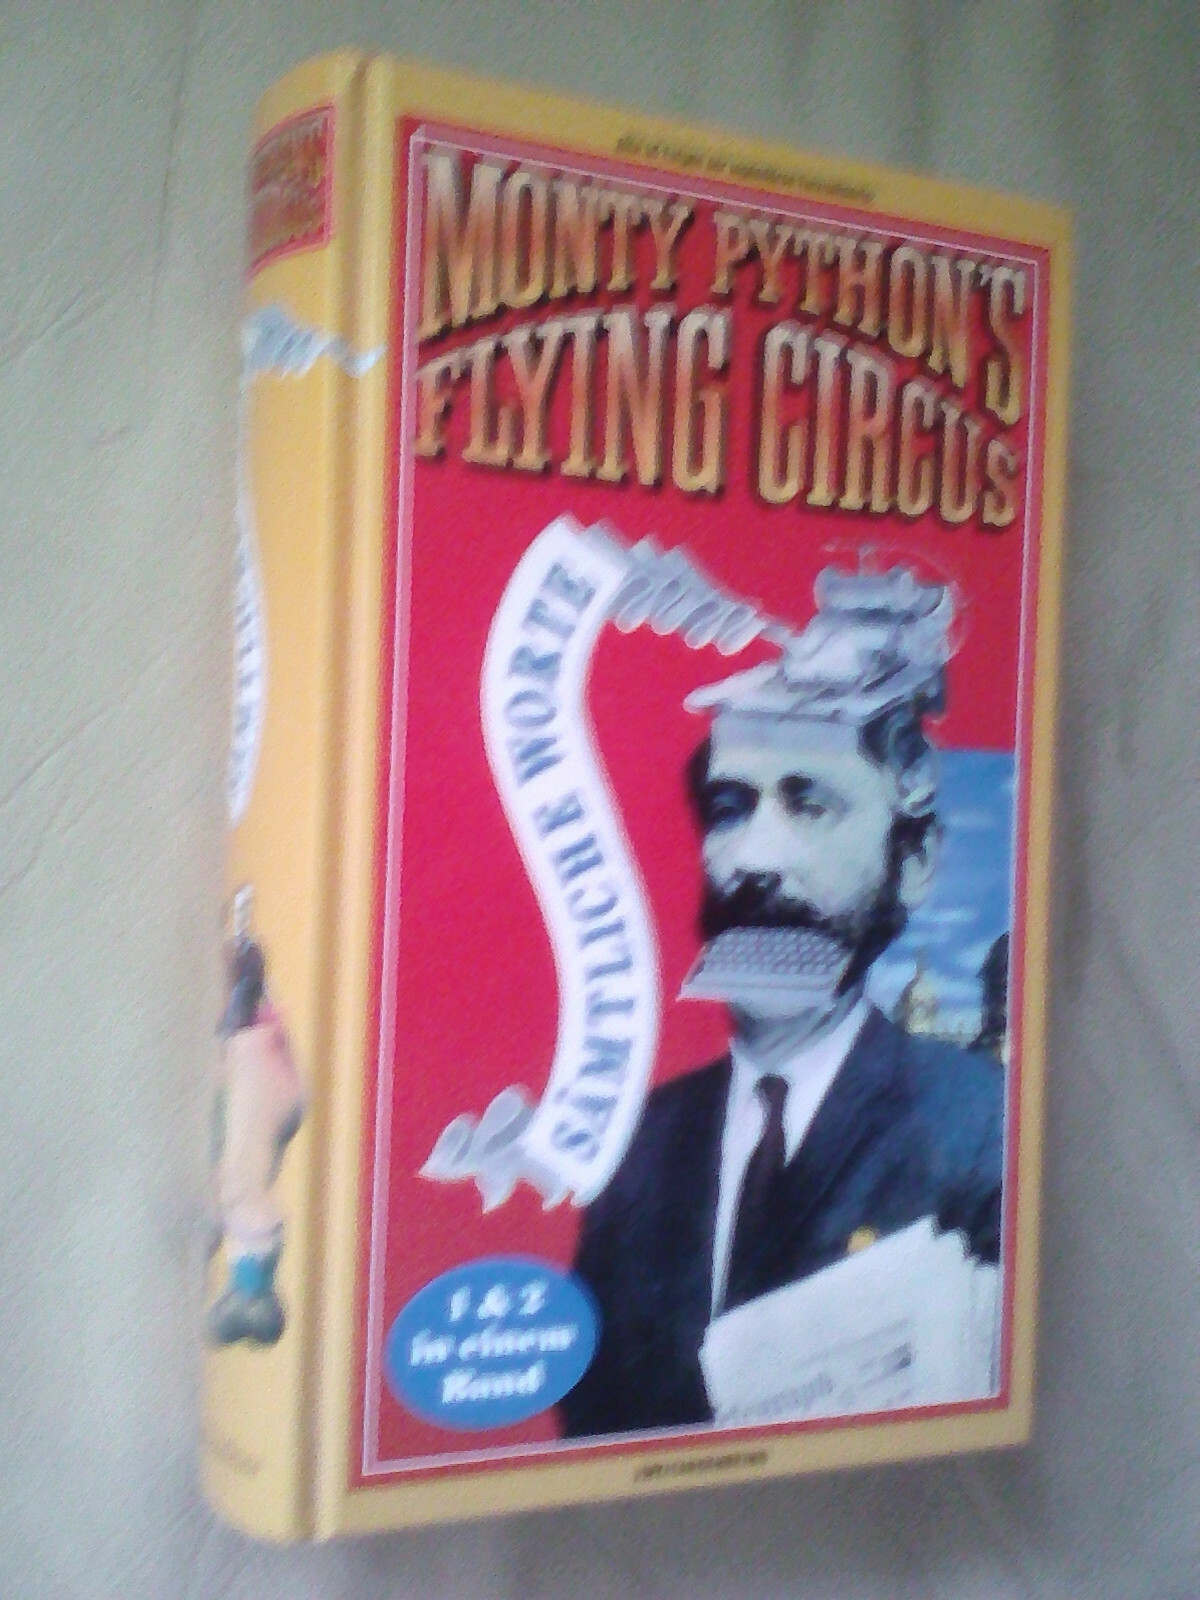 MONTY PYTHON'S
FLYING CIRCUS
SÄMTLICHE WORTE
1 & 2
in einem
Band